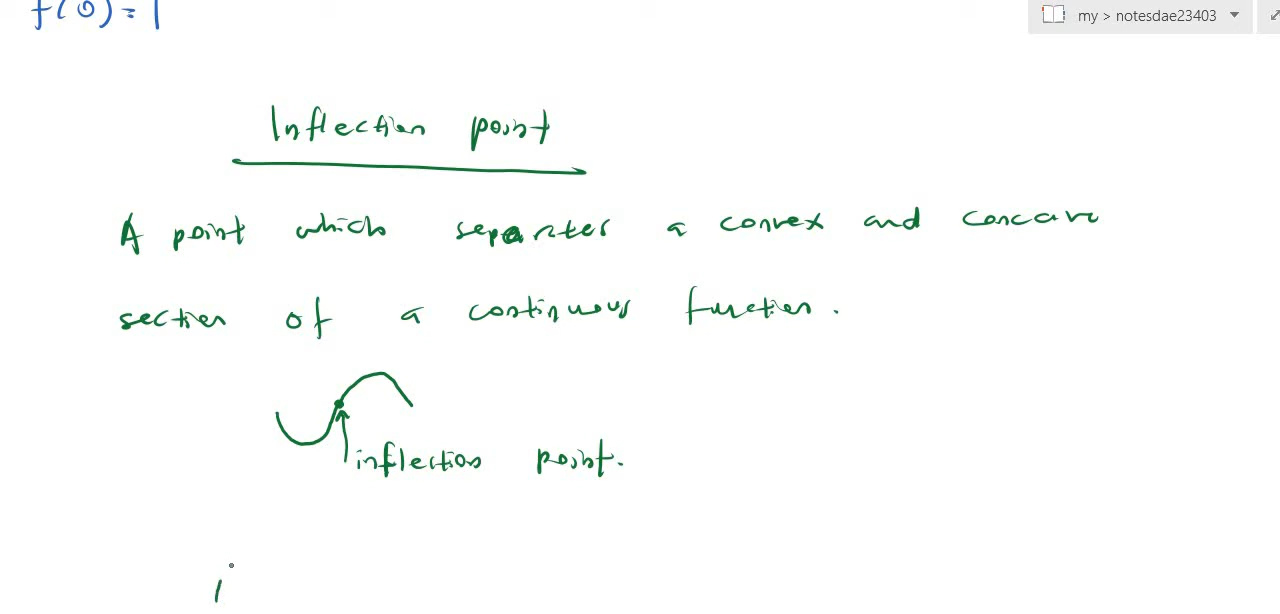 f(0) = 1
my > notesdae23403
Inflection point
A point which separates a convex and concave
section of a continuous function.
inflection point.